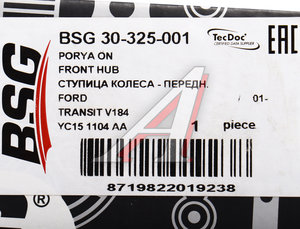 BSG
BSG 30-325-001
TecDoc
CERTIFIED DATA SUPPLIER
EAC
PORYA ON
FRONT HUB
СТУПИЦА КОЛЕСА - ПЕРЕДН.
FORD / 01-
TRANSIT V184
YC15 1104 AA 1 piece
8719822019238
®